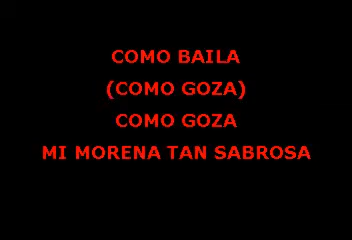 COMO BAILA
(COMO GOZA)
COMO GOZA
MI MORENA TAN SABROSA